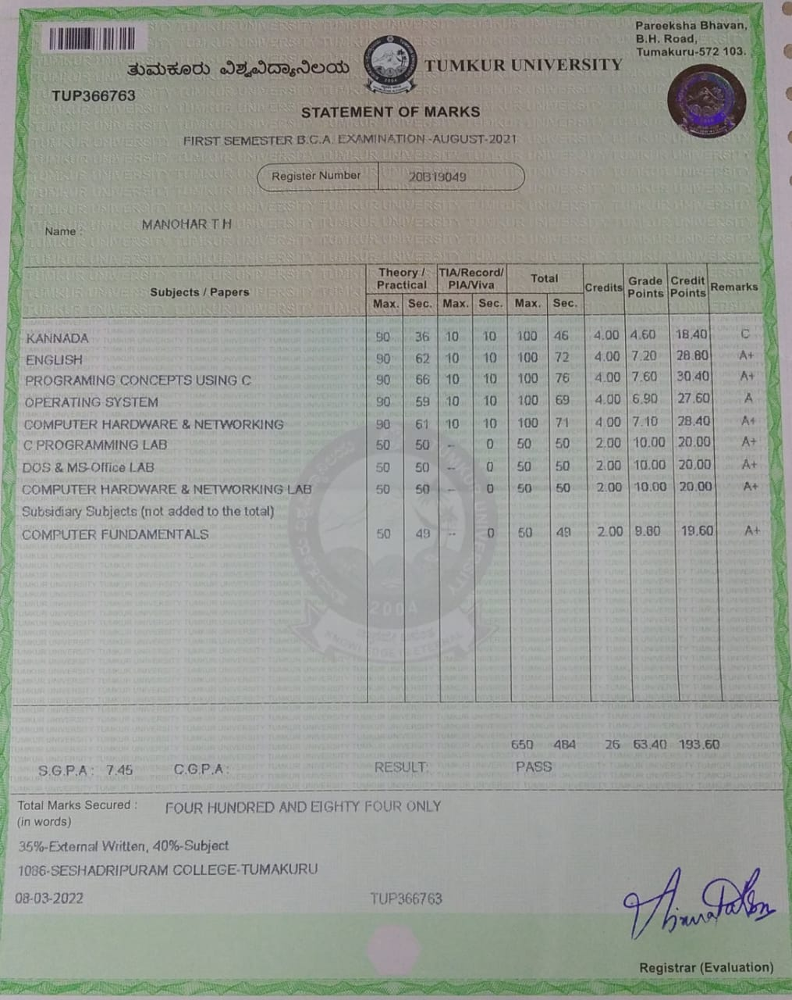 Pareeksha Bhavan,
B.H. Road,
Tumakuru-572 103.
ತುಮಕೂರು ವಿಶ್ವವಿದ್ಯಾನಿಲಯ TUMKUR UNIVERSITY
TUP366763
STATEMENT OF MARKS
FIRST SEMESTER B.C.A. EXAMINATION -AUGUST-2021
Register Number 20B19049
Name : MANOHAR T H
Subjects / Papers Theory / Practical TIA/Record/ PIA/Viva Total Credits Grade Points Credit Points Remarks
Max. Sec. Max. Sec. Max. Sec.
KANNADA 90 36 10 10 100 46 4.00 4.60 18.40 C
ENGLISH 90 62 10 10 100 72 4.00 7.20 28.80 A+
PROGRAMING CONCEPTS USING C 90 66 10 10 100 76 4.00 7.60 30.40 A+
OPERATING SYSTEM 90 59 10 10 100 69 4.00 6.90 27.60 A
COMPUTER HARDWARE & NETWORKING 90 61 10 10 100 71 4.00 7.10 28.40 A+
C PROGRAMMING LAB 50 50 -- 0 50 50 2.00 10.00 20.00 A+
DOS & MS-Office LAB 50 50 -- 0 50 50 2.00 10.00 20.00 A+
COMPUTER HARDWARE & NETWORKING LAB 50 50 -- 0 50 50 2.00 10.00 20.00 A+
Subsidiary Subjects (not added to the total)
COMPUTER FUNDAMENTALS 50 49 -- 0 50 49 2.00 9.80 19.60 A+
TUMKUR UNIVERSITY
2004
KNOWLEDGE IS ETERNAL
650 484 26 63.40 193.60
S.G.P.A : 7.45 C.G.P.A : RESULT: PASS
Total Marks Secured : FOUR HUNDRED AND EIGHTY FOUR ONLY
(in words)
35%-External Written, 40%-Subject
1086-SESHADRIPURAM COLLEGE-TUMAKURU
08-03-2022 TUP366763
Registrar (Evaluation)